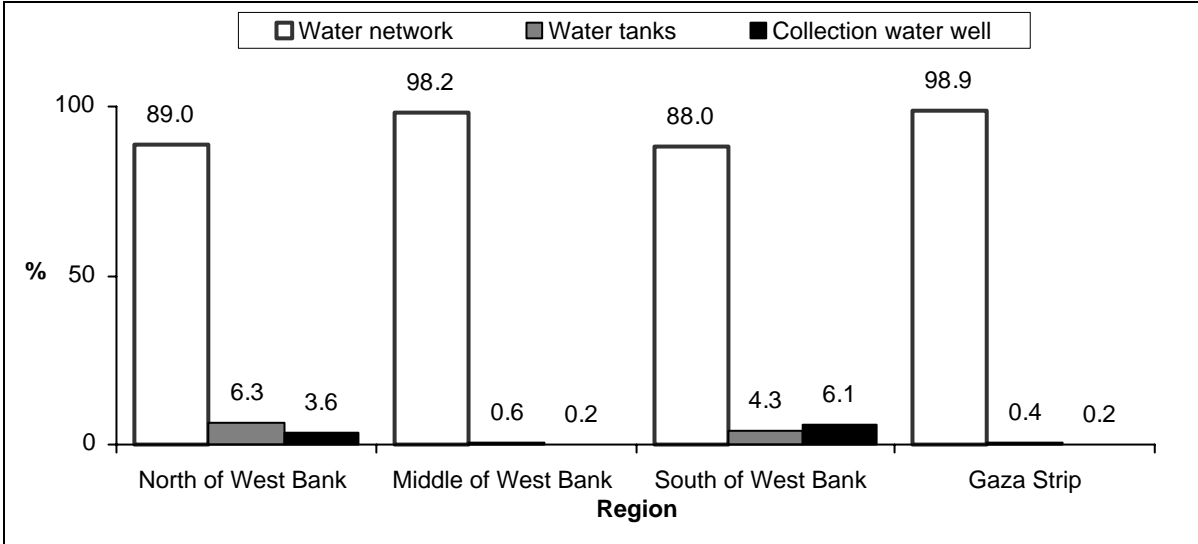 Water network Water tanks Collection water well
98.2 98.9
100 89.0 88.0
% 50
6.3 3.6 0.6 0.2 4.3 6.1 0.4 0.2
0
North of West Bank Middle of West Bank South of West Bank Gaza Strip
Region